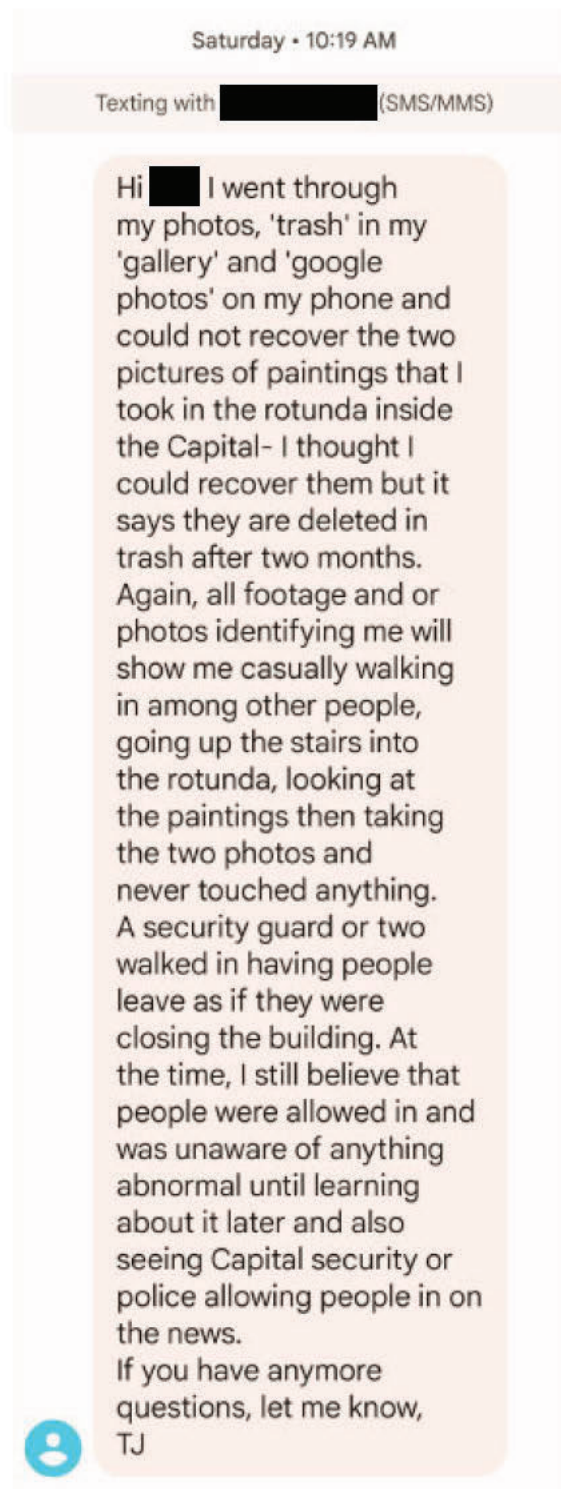 Saturday • 10:19 AM
Texting with (SMS/MMS)
Hi I went through
my photos, 'trash' in my
'gallery' and 'google
photos' on my phone and
could not recover the two
pictures of paintings that I
took in the rotunda inside
the Capital- I thought I
could recover them but it
says they are deleted in
trash after two months.
Again, all footage and or
photos identifying me will
show me casually walking
in among other people,
going up the stairs into
the rotunda, looking at
the paintings then taking
the two photos and
never touched anything.
A security guard or two
walked in having people
leave as if they were
closing the building. At
the time, I still believe that
people were allowed in and
was unaware of anything
abnormal until learning
about it later and also
seeing Capital security or
police allowing people in on
the news.
If you have anymore
questions, let me know,
TJ